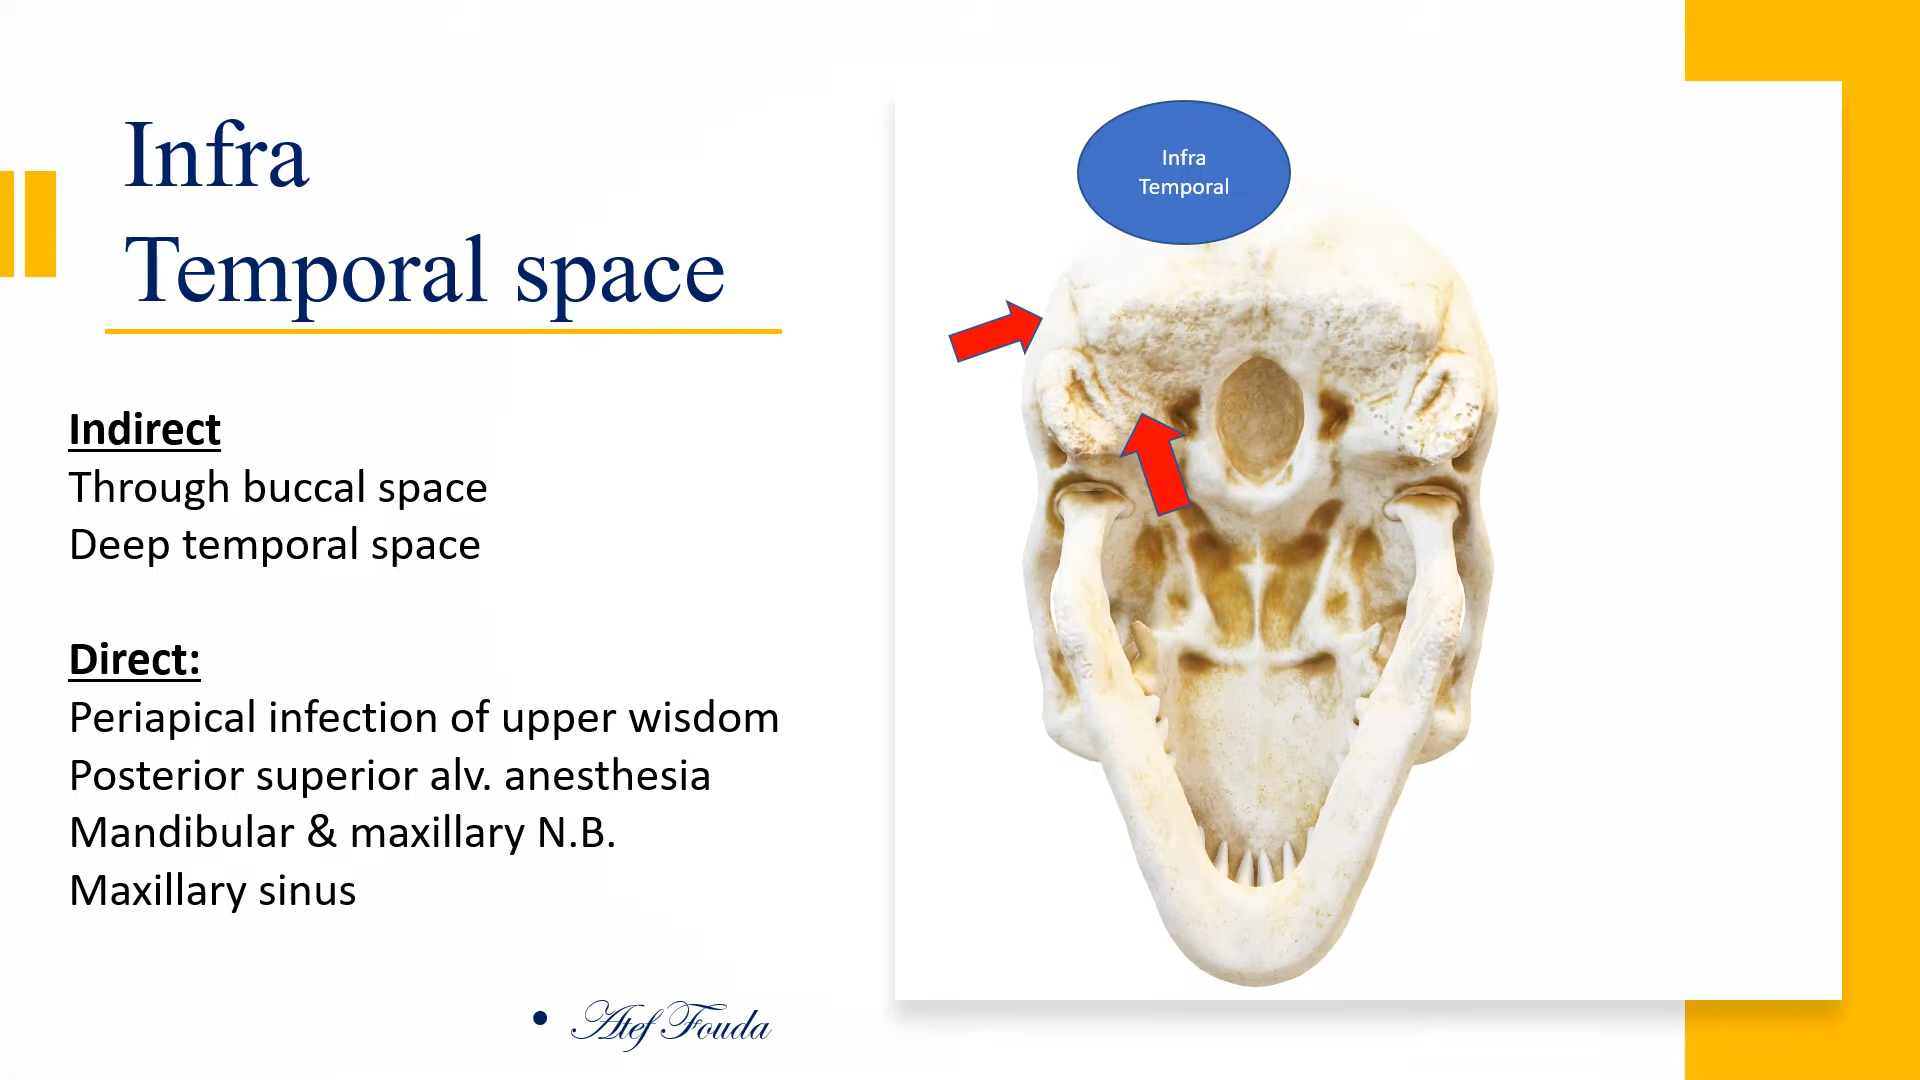 Infra
Temporal space
Indirect
Through buccal space
Deep temporal space
Direct:
Periapical infection of upper wisdom
Posterior superior alv. anesthesia
Mandibular & maxillary N.B.
Maxillary sinus
• Atef Fouda
Infra
Temporal